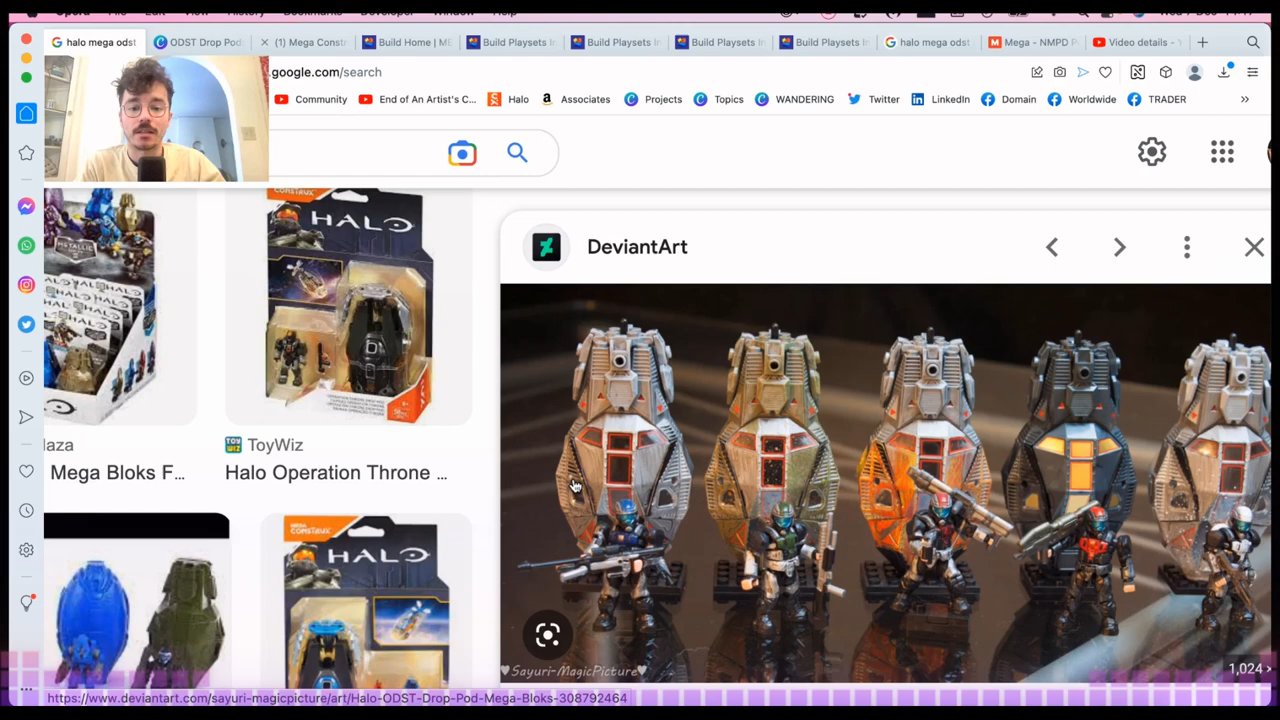 halo mega odst
ODST Drop Pod
(1) Mega Constr
Build Home | ME
Build Playsets In
Build Playsets In
Build Playsets In
Build Playsets In
halo mega odst
Mega - NMPD P
Video details - Y
.google.com/search
Community
End of An Artist's C...
Halo
Associates
Projects
Topics
WANDERING
Twitter
LinkedIn
Domain
Worldwide
TRADER
DeviantArt
METALLIC
CONSTRUX
HALO
laza
Mega Bloks F...
TOY WIZ
ToyWiz
Halo Operation Throne ...
MEGA
CONSTRUX
HALO
♥Sayuri-MagicPicture♥
1,024 ×
https://www.deviantart.com/sayuri-magicpicture/art/Halo-ODST-Drop-Pod-Mega-Bloks-308792464